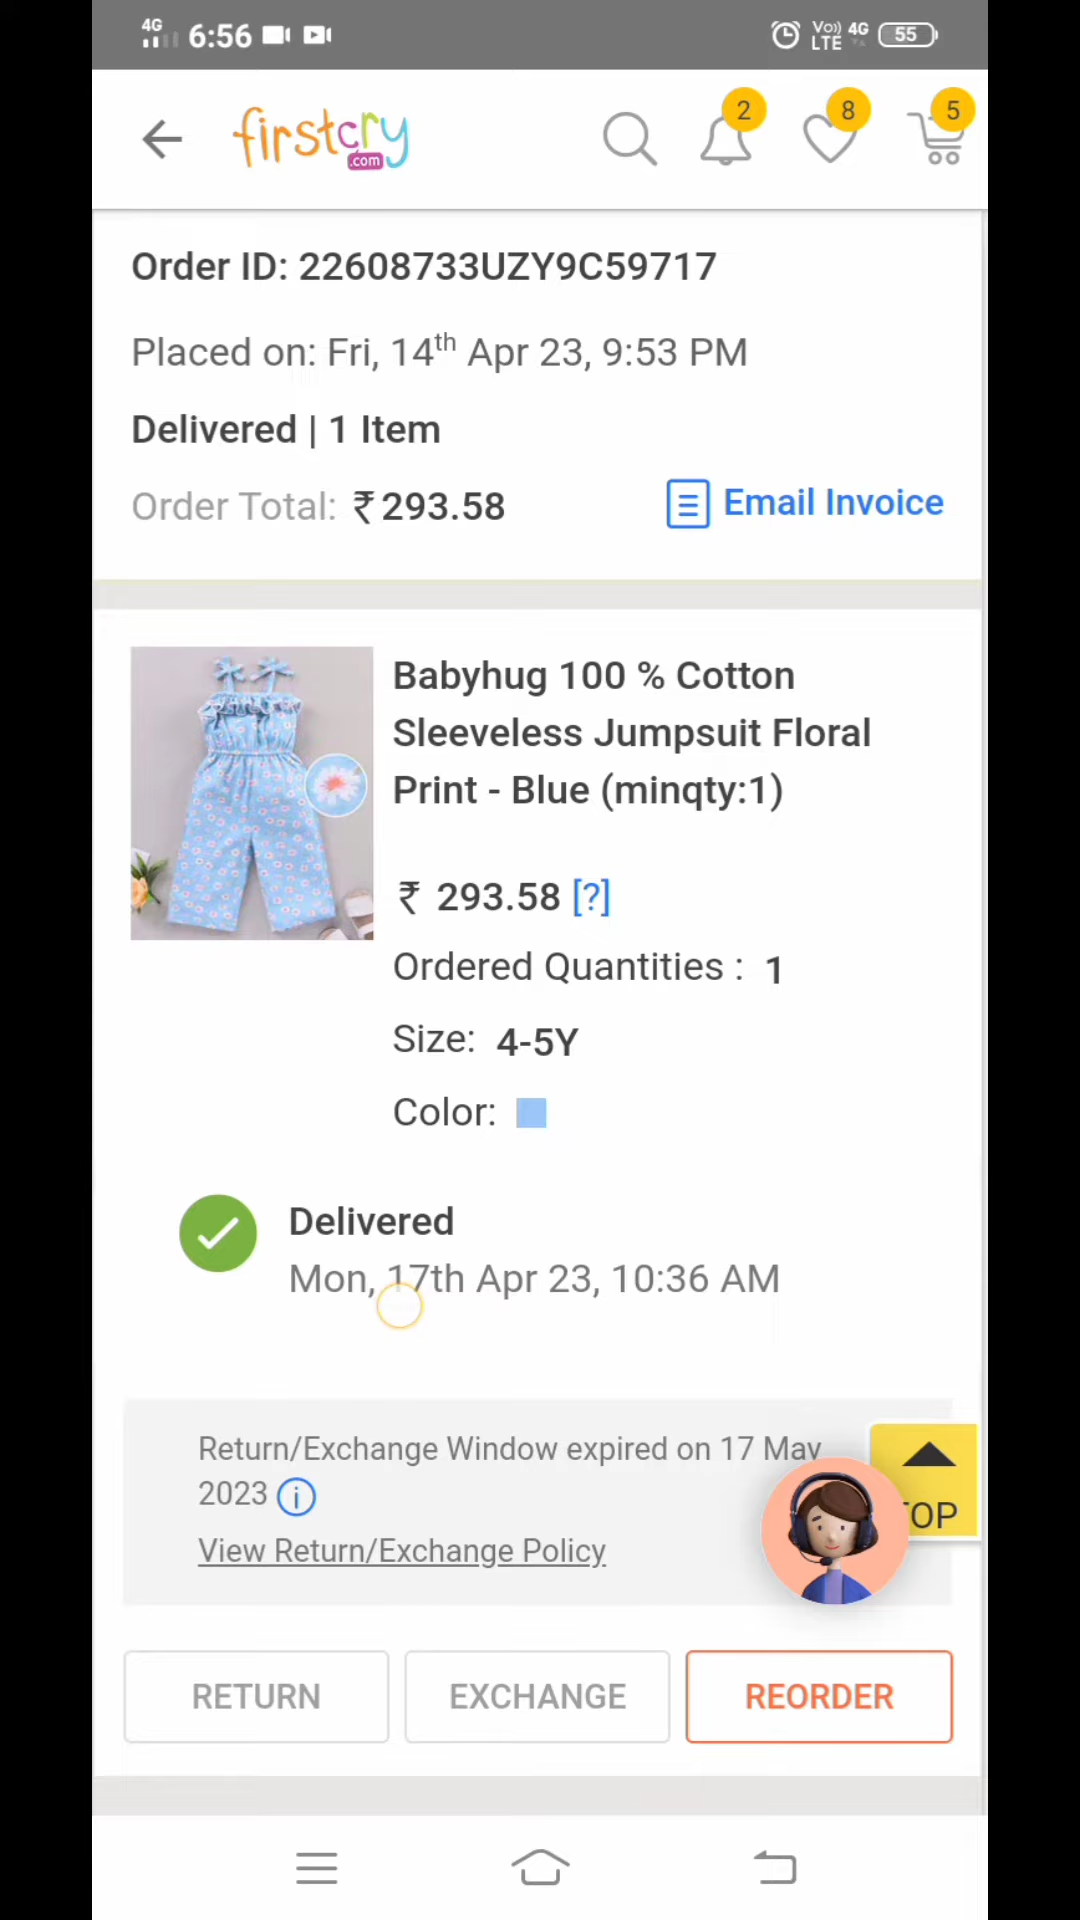 4G 6:56 Vo)) LTE 4G 55
firstcry .com 2 8 5
Order ID: 22608733UZY9C59717
Placed on: Fri, 14th Apr 23, 9:53 PM
Delivered | 1 Item
Order Total: ₹293.58 Email Invoice
Babyhug 100 % Cotton
Sleeveless Jumpsuit Floral
Print - Blue (minqty:1)
₹ 293.58 [?]
Ordered Quantities : 1
Size: 4-5Y
Color:
Delivered
Mon, 17th Apr 23, 10:36 AM
Return/Exchange Window expired on 17 May
2023
View Return/Exchange Policy
TOP
RETURN EXCHANGE REORDER